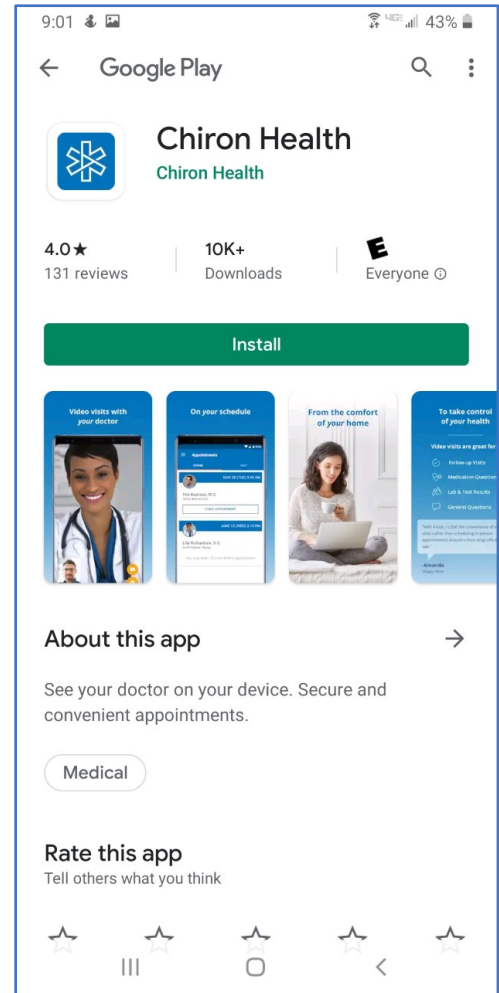 9:01 43%
Google Play
Chiron Health
Chiron Health
4.0★ 10K+ E
131 reviews Downloads Everyone
Install
Video visits with
your doctor
On your schedule
Appointments
From the comfort
of your home
To take control
of your health
Video visits are great for
Follow-up Visits
Medication Question
Lab & Test Results
General Questions
About this app
See your doctor on your device. Secure and
convenient appointments.
Medical
Rate this app
Tell others what you think